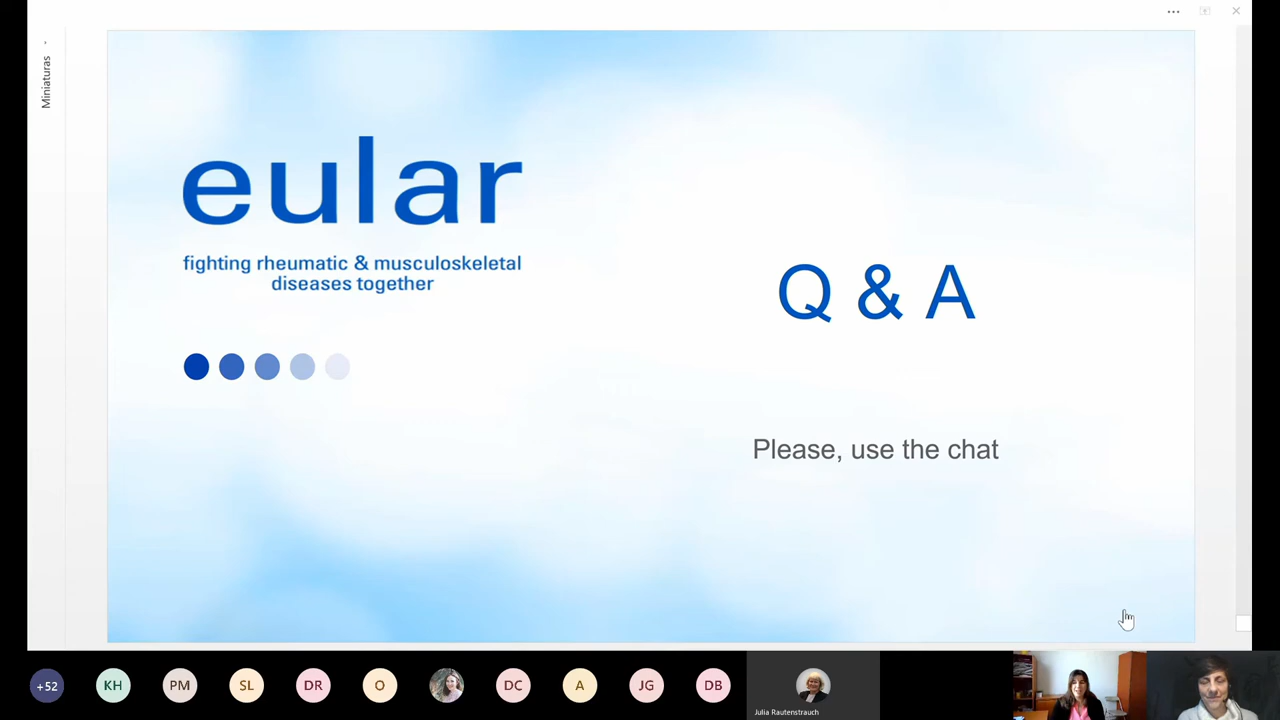 Miniaturas
eular
fighting rheumatic & musculoskeletal
diseases together
Q & A
Please, use the chat
+52
KH
PM
SL
DR
O
DC
A
JG
DB
Julia Rautenstrauch